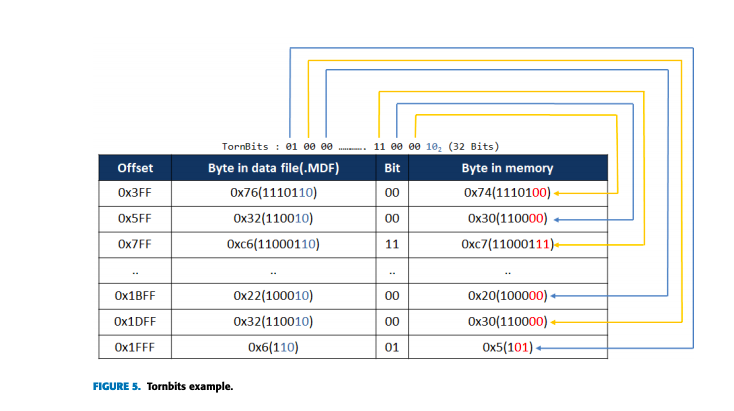 TornBits : 01 00 00 ………… 11 00 00 10₂ (32 Bits)
Offset Byte in data file(.MDF) Bit Byte in memory
0x3FF 0x76(1110110) 00 0x74(1110100)
0x5FF 0x32(110010) 00 0x30(110000)
0x7FF 0xc6(11000110) 11 0xc7(11000111)
.. .. .. ..
0x1BFF 0x22(100010) 00 0x20(100000)
0x1DFF 0x32(110010) 00 0x30(110000)
0x1FFF 0x6(110) 01 0x5(101)
FIGURE 5. Tornbits example.